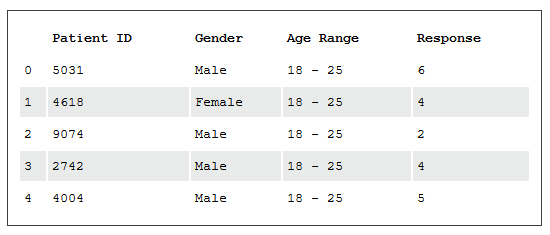 Patient ID Gender Age Range Response
0 5031 Male 18 - 25 6
1 4618 Female 18 - 25 4
2 9074 Male 18 - 25 2
3 2742 Male 18 - 25 4
4 4004 Male 18 - 25 5